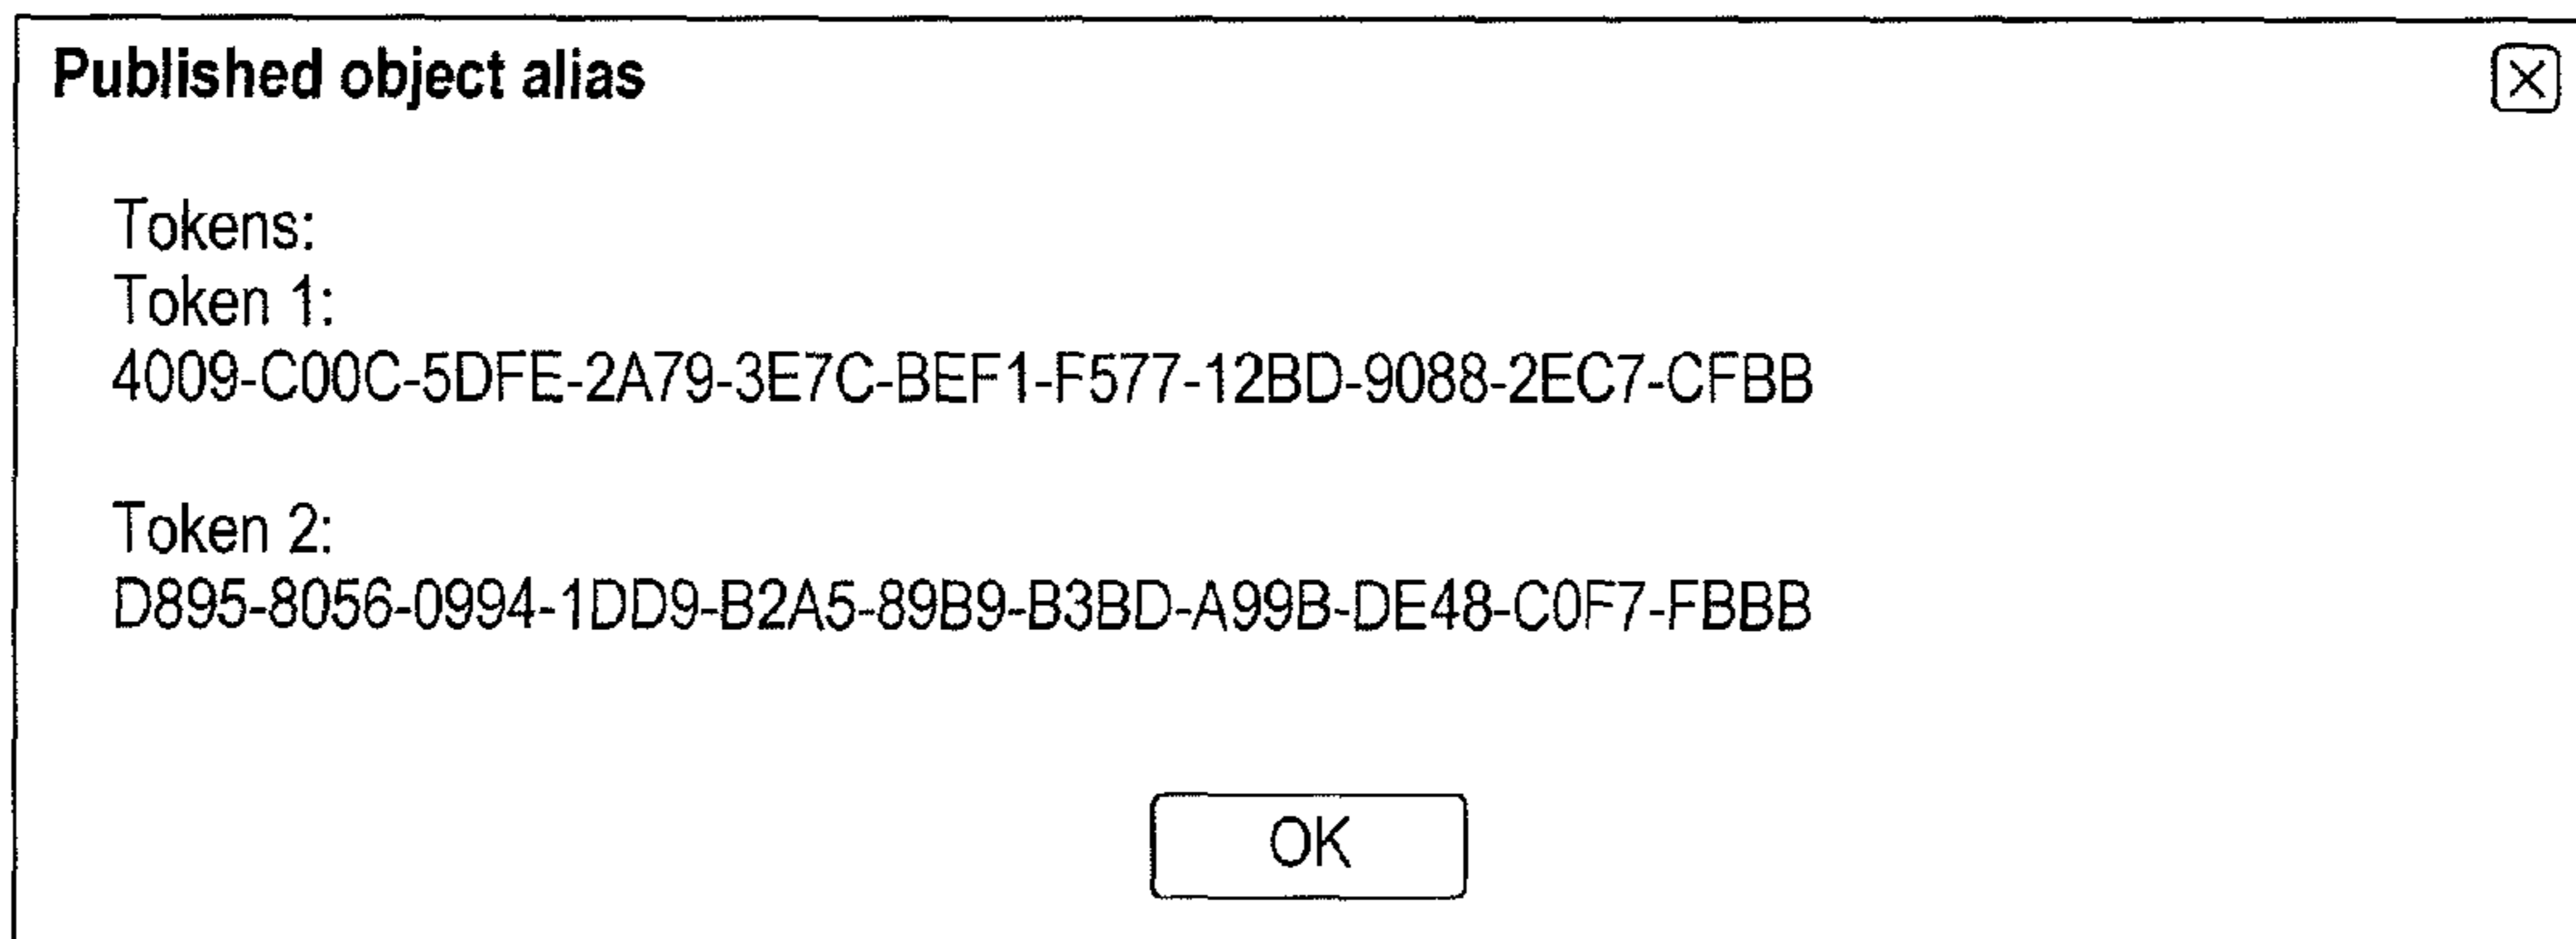 Published object alias
Tokens:
Token 1:
4009-C00C-5DFE-2A79-3E7C-BEF1-F577-12BD-9088-2EC7-CFBB
Token 2:
D895-8056-0994-1DD9-B2A5-89B9-B3BD-A99B-DE48-C0F7-FBBB
OK